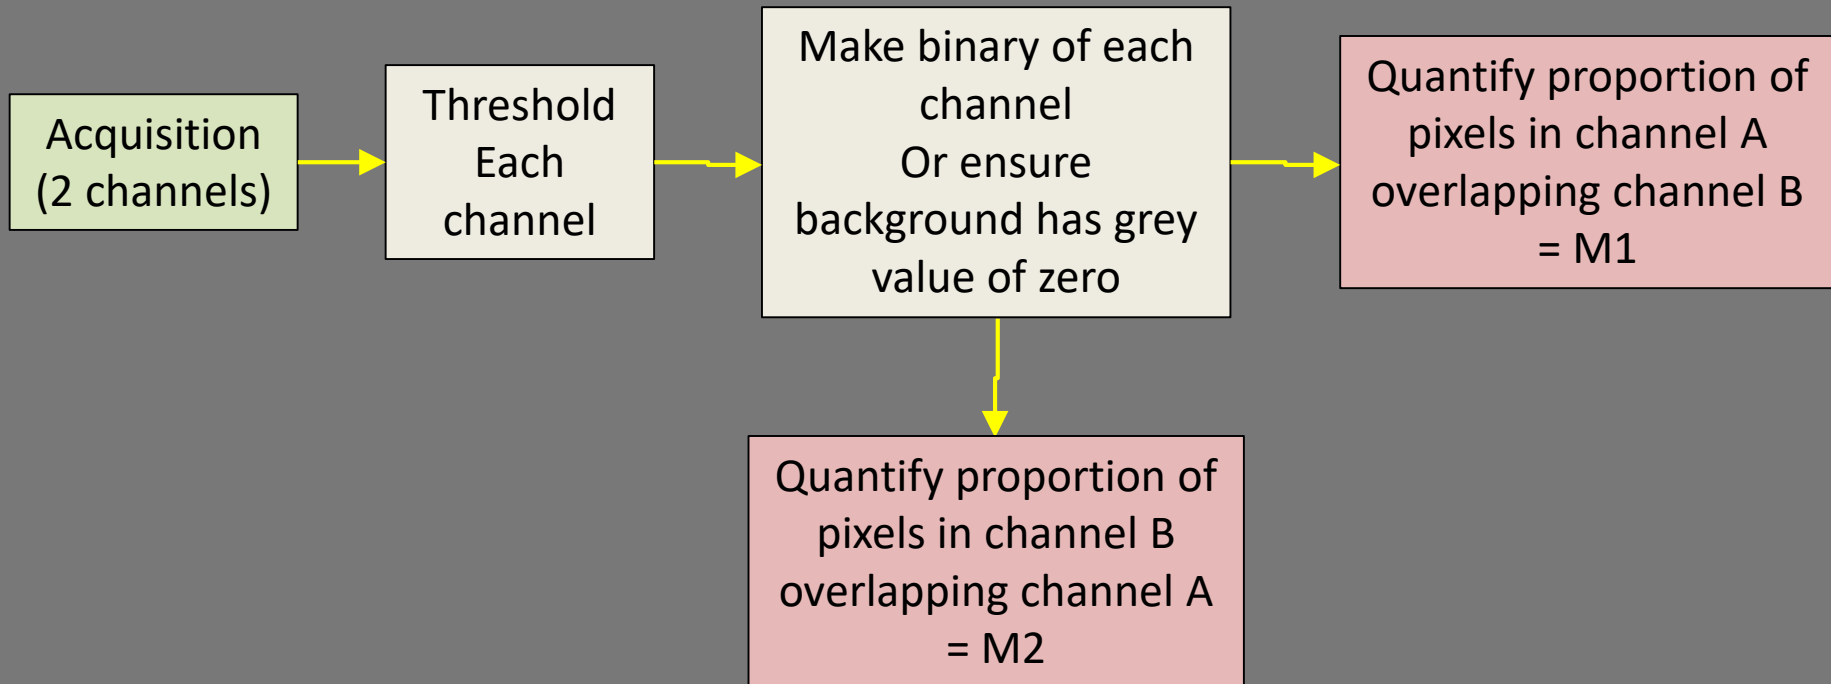 Acquisition
(2 channels)
Threshold
Each
channel
Make binary of each
channel
Or ensure
background has grey
value of zero
Quantify proportion of
pixels in channel A
overlapping channel B
= M1
Quantify proportion of
pixels in channel B
overlapping channel A
= M2